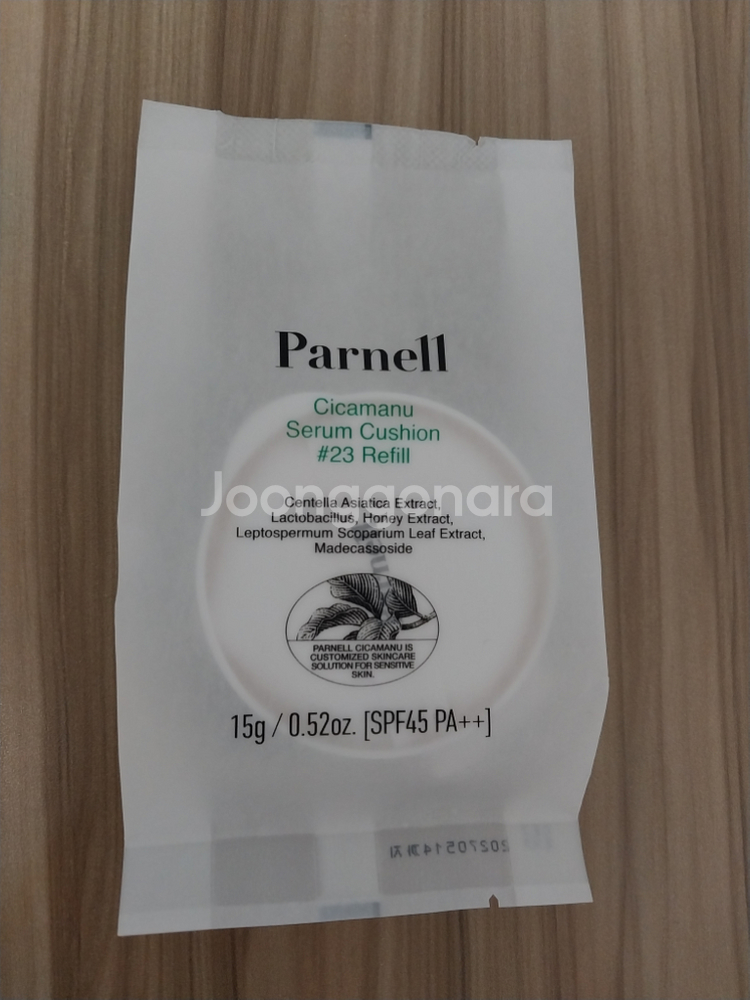 Parnell
Cicamanu
Serum Cushion
#23 Refill
Joonggonara
Centella Asiatica Extract,
Lactobacillus, Honey Extract,
Leptospermum Scoparium Leaf Extract,
Madecassoside
PARNELL CICAMANU IS
CUSTOMIZED SKINCARE
SOLUTION FOR SENSITIVE
SKIN.
15g / 0.52oz. [SPF45 PA++]
20270514까지